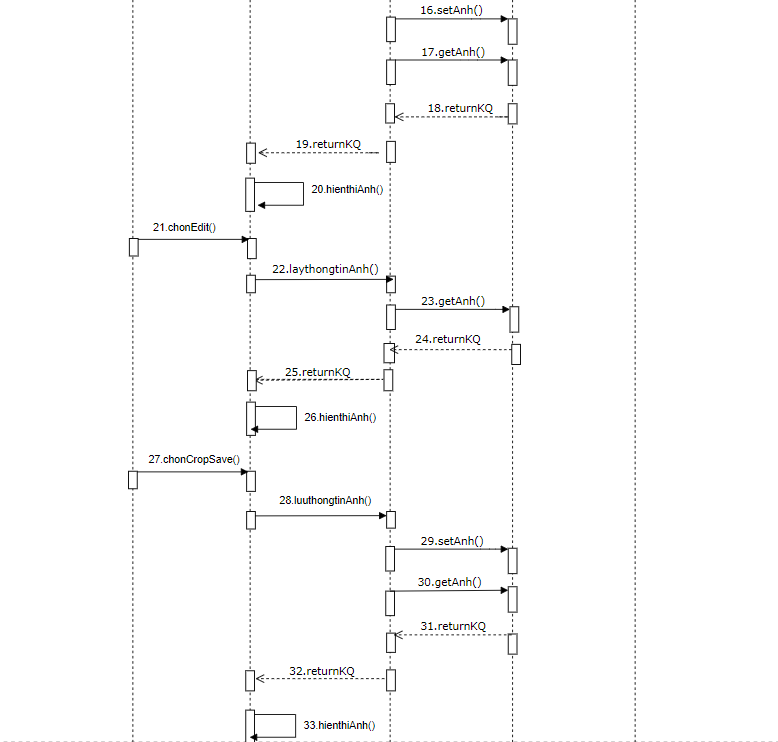 16.setAnh()
17.getAnh()
18.returnKQ
19.returnKQ
20.hienthiAnh()
21.chonEdit()
22.laythongtinAnh()
23.getAnh()
24.returnKQ
25.returnKQ
26.hienthiAnh()
27.chonCropSave()
28.luuthongtinAnh()
29.setAnh()
30.getAnh()
31.returnKQ
32.returnKQ
33.hienthiAnh()